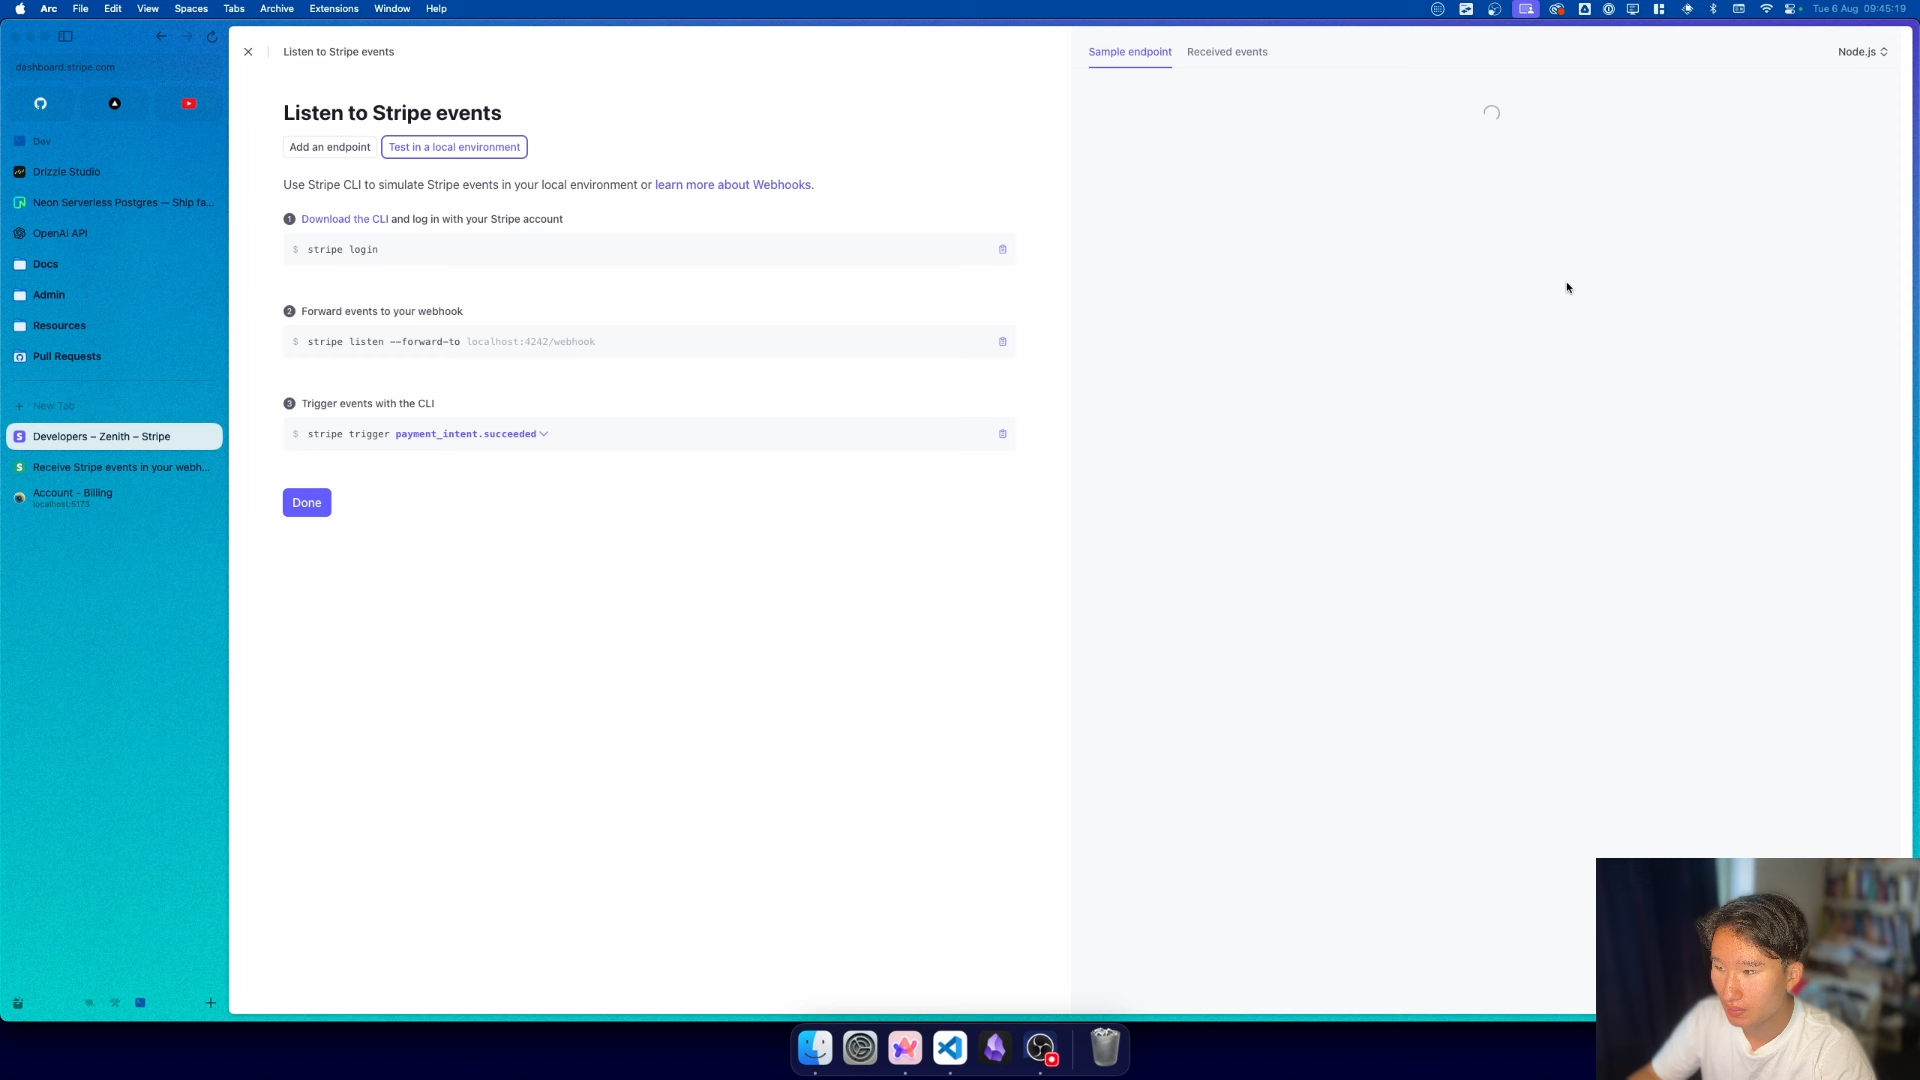 Arc File Edit View Spaces Tabs Archive Extensions Window Help
Tue 6 Aug 09:45:19
dashboard.stripe.com
Dev
Drizzle Studio
Neon Serverless Postgres — Ship fa...
OpenAI API
Docs
Admin
Resources
Pull Requests
+ New Tab
Developers – Zenith – Stripe
Receive Stripe events in your webh...
Account - Billing
localhost:5173
Listen to Stripe events
Listen to Stripe events
Add an endpoint
Test in a local environment
Use Stripe CLI to simulate Stripe events in your local environment or learn more about Webhooks.
1 Download the CLI and log in with your Stripe account
$ stripe login
2 Forward events to your webhook
$ stripe listen --forward-to localhost:4242/webhook
3 Trigger events with the CLI
$ stripe trigger payment_intent.succeeded
Done
Sample endpoint
Received events
Node.js